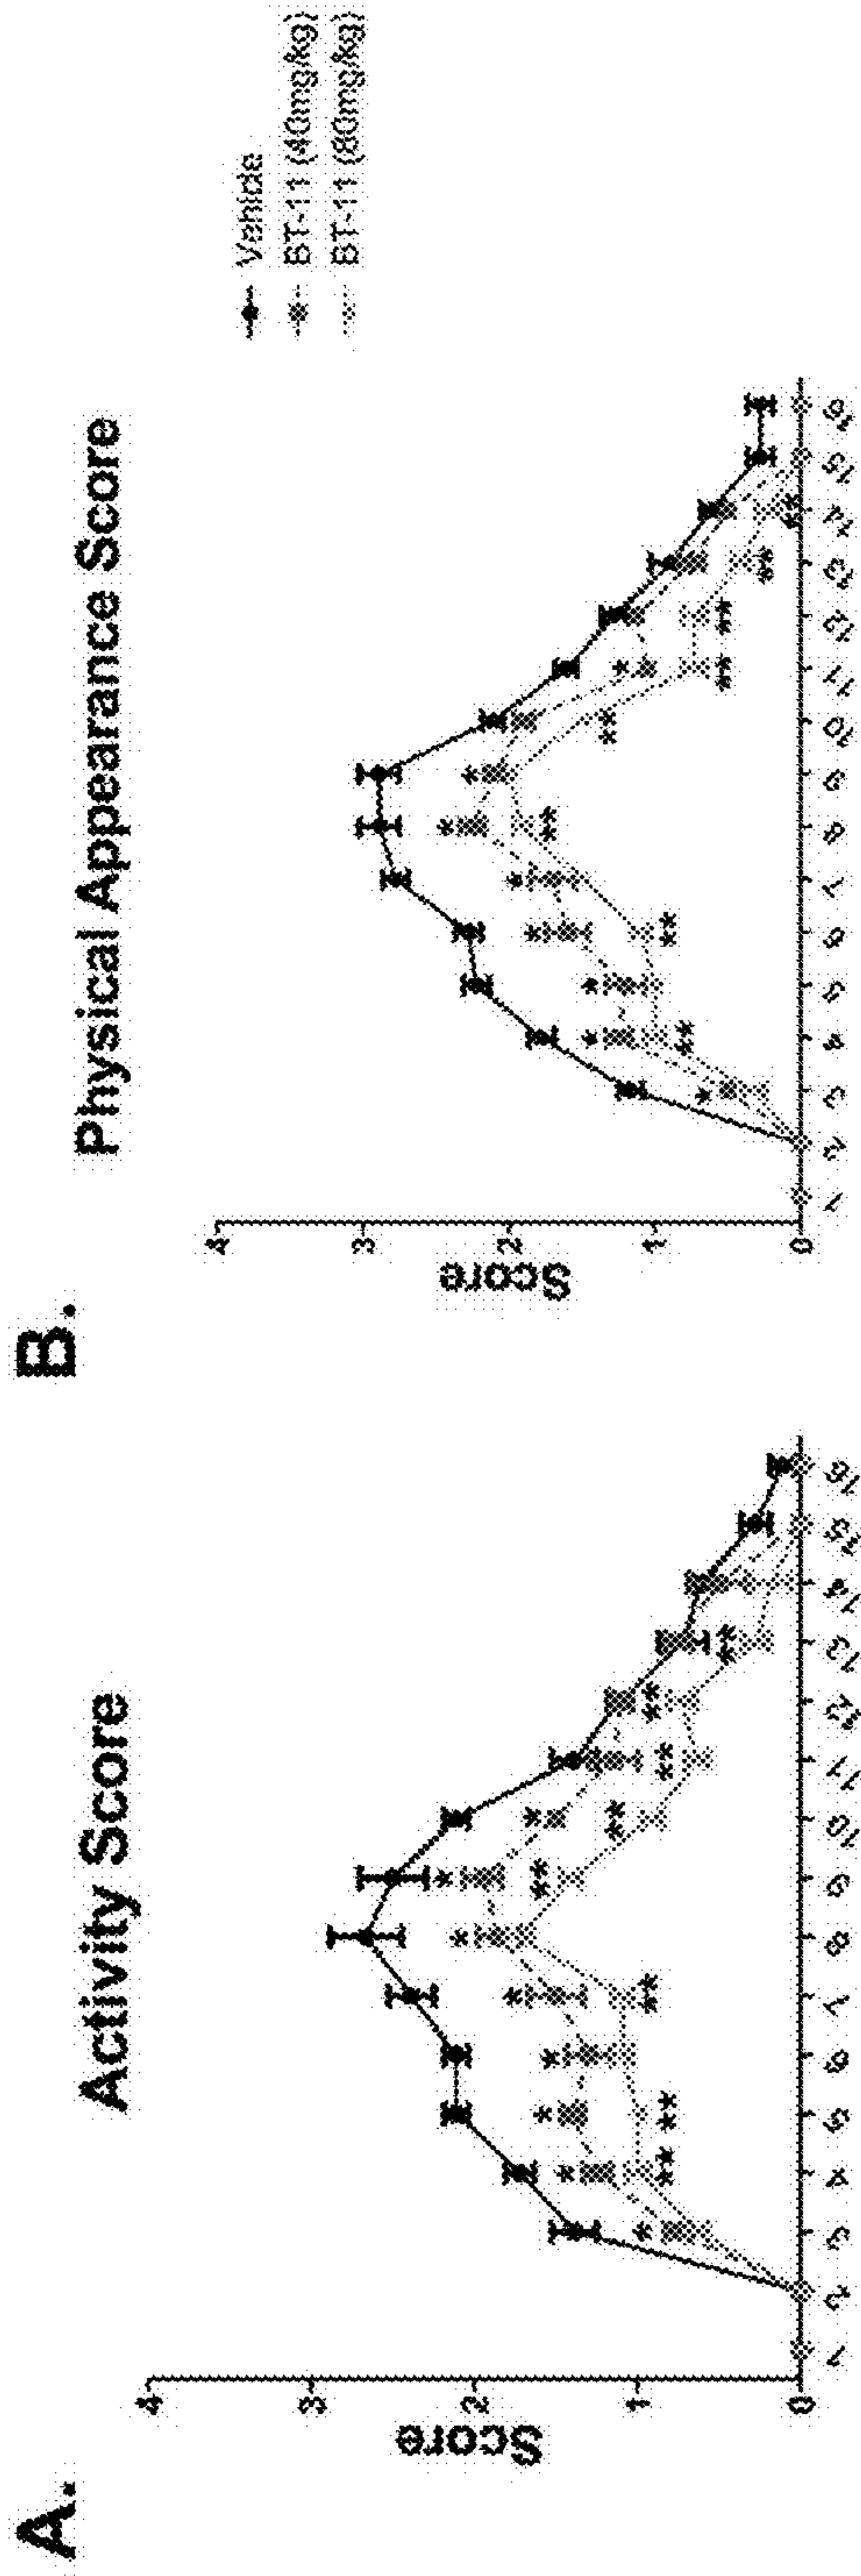 A.
Activity Score
Score
4
3
2
1
0
1 2 3 4 5 6 7 8 9 10 11 12 13 14 15 16
* * * * * * * *
** ** ** ** ** ** ** **
B.
Physical Appearance Score
Score
4
3
2
1
0
1 2 3 4 5 6 7 8 9 10 11 12 13 14 15 16
* * * * * * * *
** ** ** ** ** ** ** **
Vehicle
BT-11 (40mg/kg)
BT-11 (80mg/kg)